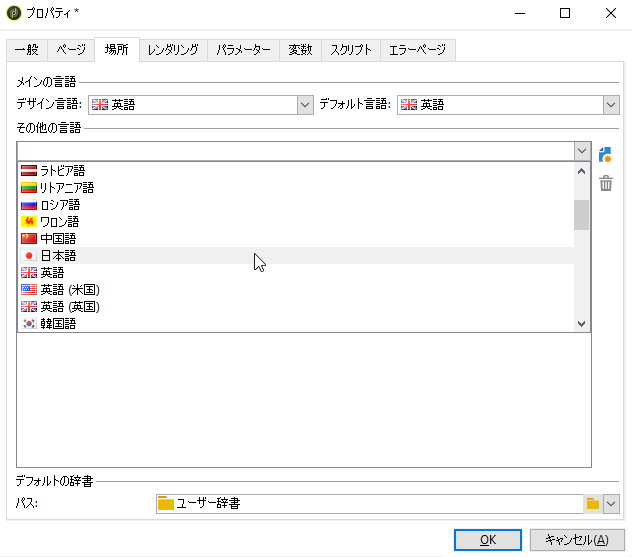 プロパティ *
一般 ページ 場所 レンダリング パラメーター 変数 スクリプト エラーページ
メインの言語
デザイン言語: 英語 デフォルト言語: 英語
その他の言語
ラトビア語
リトアニア語
ロシア語
ワロン語
中国語
日本語
英語
英語 (米国)
英語 (英国)
韓国語
デフォルトの辞書
パス: ユーザー辞書
OK キャンセル(A)